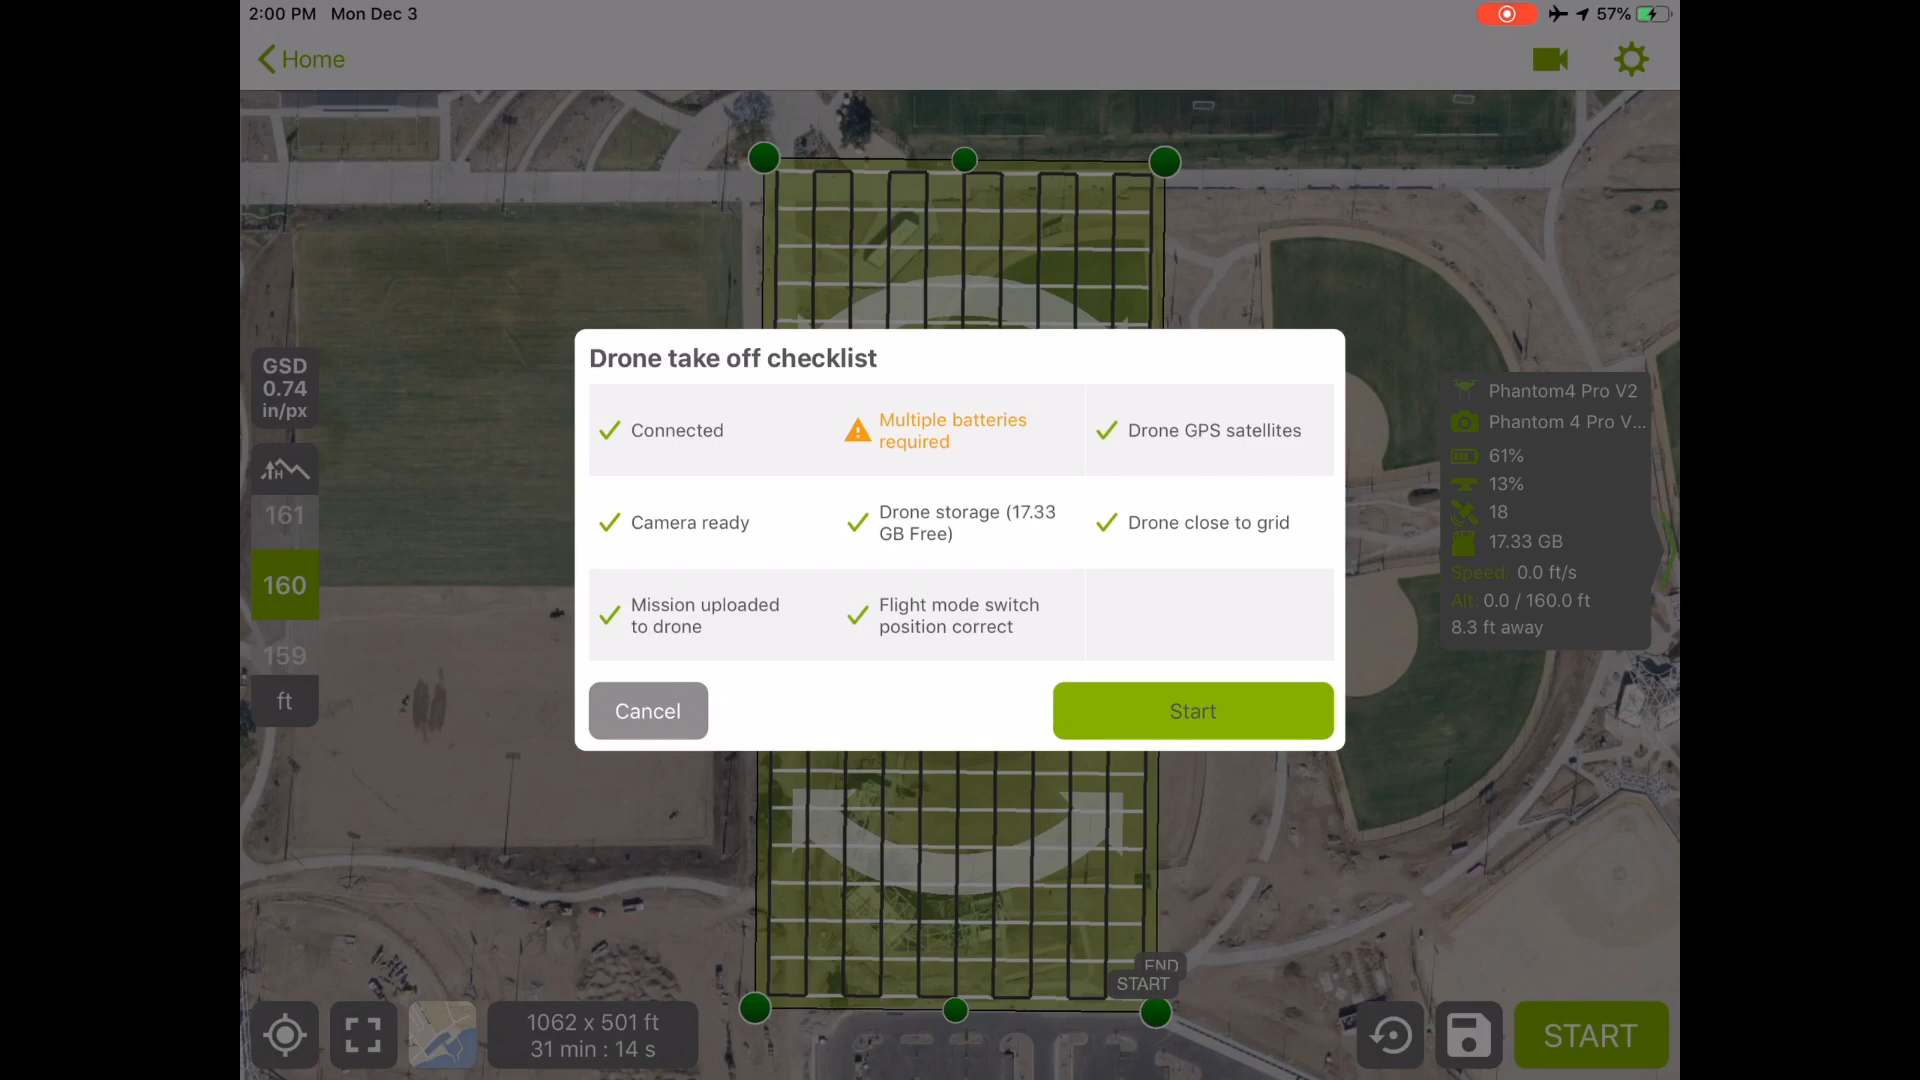 2:00 PM Mon Dec 3
57%
Home
GSD
0.74
in/px
161
160
159
ft
Drone take off checklist
Connected
Multiple batteries
required
Drone GPS satellites
Camera ready
Drone storage (17.33
GB Free)
Drone close to grid
Mission uploaded
to drone
Flight mode switch
position correct
Cancel
Start
Phantom4 Pro V2
Phantom 4 Pro V...
61%
13%
18
17.33 GB
Speed: 0.0 ft/s
Alt: 0.0 / 160.0 ft
8.3 ft away
END
START
1062 x 501 ft
31 min : 14 s
START